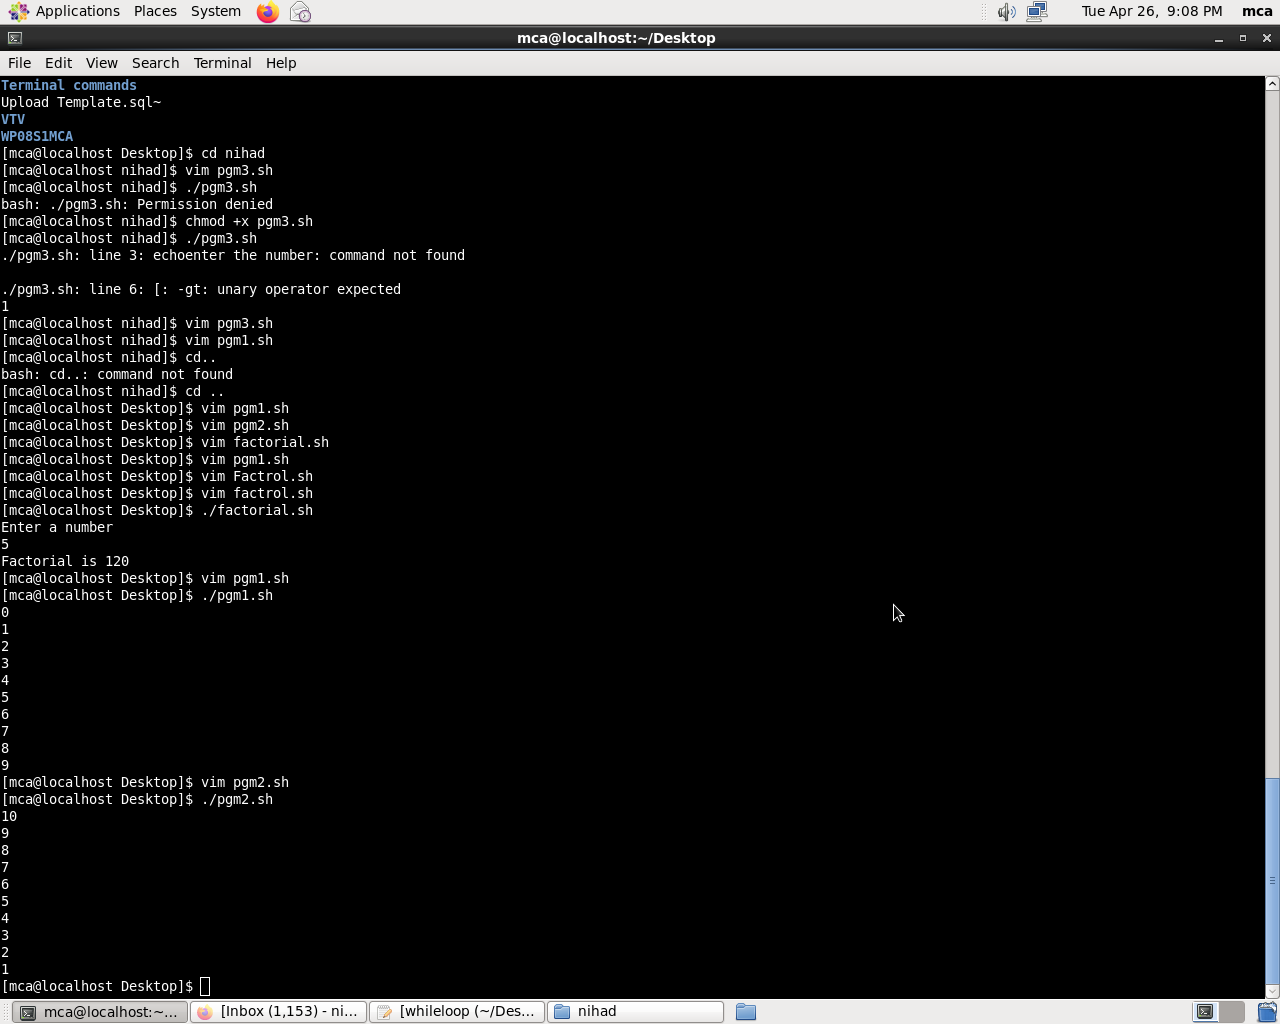 Applications Places System Tue Apr 26, 9:08 PM mca
mca@localhost:~/Desktop
File Edit View Search Terminal Help
Terminal commands
Upload Template.sql~
VTV
WP08S1MCA
[mca@localhost Desktop]$ cd nihad
[mca@localhost nihad]$ vim pgm3.sh
[mca@localhost nihad]$ ./pgm3.sh
bash: ./pgm3.sh: Permission denied
[mca@localhost nihad]$ chmod +x pgm3.sh
[mca@localhost nihad]$ ./pgm3.sh
./pgm3.sh: line 3: echoenter the number: command not found
./pgm3.sh: line 6: [: -gt: unary operator expected
1
[mca@localhost nihad]$ vim pgm3.sh
[mca@localhost nihad]$ vim pgm1.sh
[mca@localhost nihad]$ cd..
bash: cd..: command not found
[mca@localhost nihad]$ cd ..
[mca@localhost Desktop]$ vim pgm1.sh
[mca@localhost Desktop]$ vim pgm2.sh
[mca@localhost Desktop]$ vim factorial.sh
[mca@localhost Desktop]$ vim pgm1.sh
[mca@localhost Desktop]$ vim Factrol.sh
[mca@localhost Desktop]$ vim factrol.sh
[mca@localhost Desktop]$ ./factorial.sh
Enter a number
5
Factorial is 120
[mca@localhost Desktop]$ vim pgm1.sh
[mca@localhost Desktop]$ ./pgm1.sh
0
1
2
3
4
5
6
7
8
9
[mca@localhost Desktop]$ vim pgm2.sh
[mca@localhost Desktop]$ ./pgm2.sh
10
9
8
7
6
5
4
3
2
1
[mca@localhost Desktop]$
mca@localhost:~... [Inbox (1,153) - ni... [whileloop (~/Des... nihad